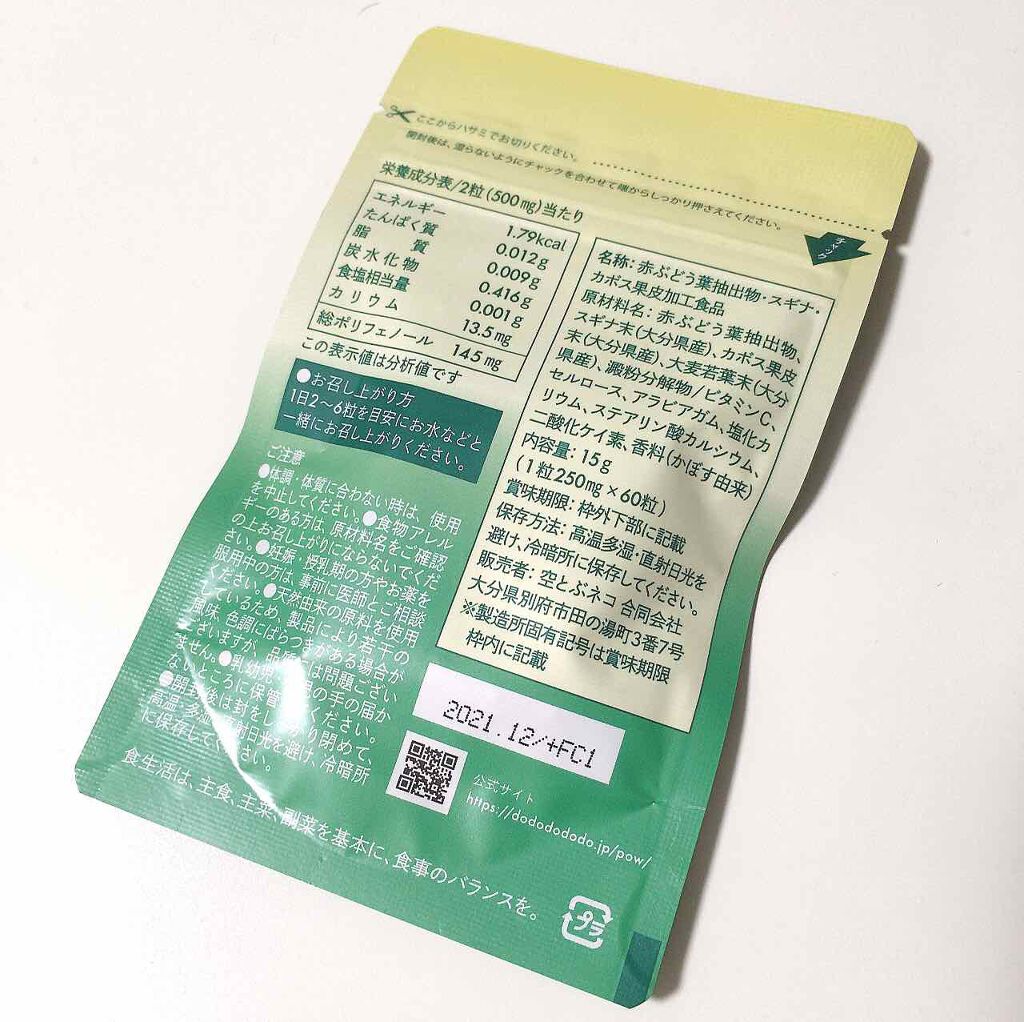 ここからハサミでお切りください。
開封後は、湿らないようにチャックを合わせて端からしっかり押さえてください。
チャック
栄養成分表/2粒(500㎎)当たり
エネルギー 1.79kcal
たんぱく質 0.012g
脂質 0.009g
炭水化物 0.416g
食塩相当量 0.001g
カリウム 13.5㎎
総ポリフェノール 145㎎
この表示値は分析値です
●お召し上がり方
1日2〜6粒を目安にお水などと
一緒にお召し上がりください。
ご注意
●体調・体質に合わない時は、使用
を中止してください。●食物アレル
ギーのある方は、原材料名をご確認
の上お召し上がりにならないでくだ
さい。●妊娠・授乳期の方やお薬を
服用中の方は、事前に医師とご相談
ください。●天然由来の原料を使用
しているため、製品により若干の
風味、色調にばらつきがある場合が
ございますが、品質には問題ござい
ません。●乳幼児の手の届か
ないところに保管してください。
●開封後は封をしっかり閉めて、
高温・多湿・直射日光を避け、冷暗所
に保存してください。
名称：赤ぶどう葉抽出物・スギナ・
カボス果皮加工食品
原材料名：赤ぶどう葉抽出物、
スギナ末(大分県産)、カボス果皮
末(大分県産)、大麦若葉末(大分
県産)、澱粉分解物/ビタミンC、
セルロース、アラビアガム、塩化カ
リウム、ステアリン酸カルシウム、
二酸化ケイ素、香料(かぼす由来)
内容量：15g
(1粒250㎎×60粒)
賞味期限：枠外下部に記載
保存方法：高温多湿・直射日光を
避け、冷暗所に保存してください。
販売者：空とぶネコ 合同会社
大分県別府市田の湯町3番7号
※製造所固有記号は賞味期限
枠内に記載
2021.12/+FC1
公式サイト
https://dododododo.jp/pow/
食生活は、主食、主菜、副菜を基本に、食事のバランスを。
プラ